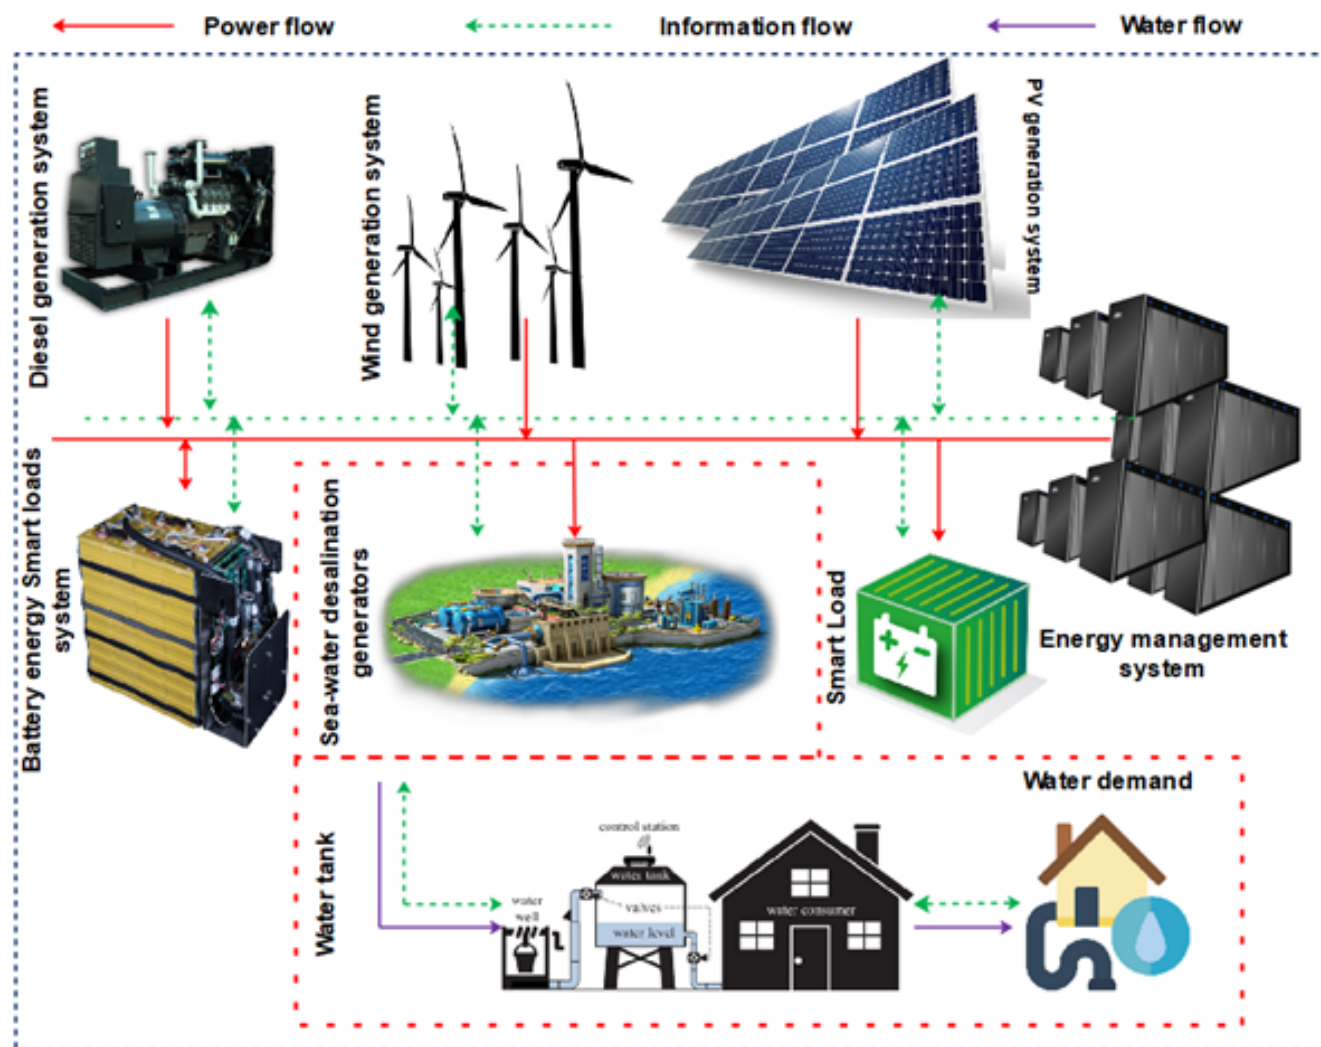 Power flow
Information flow
Water flow
Diesel generation system
Wind generation system
PV generation system
Battery energy Smart loads
system
Sea-water desalination
generators
Smart Load
Energy management
system
Water tank
Water demand
control station
water tank
water
well
valves
water level
water consumer